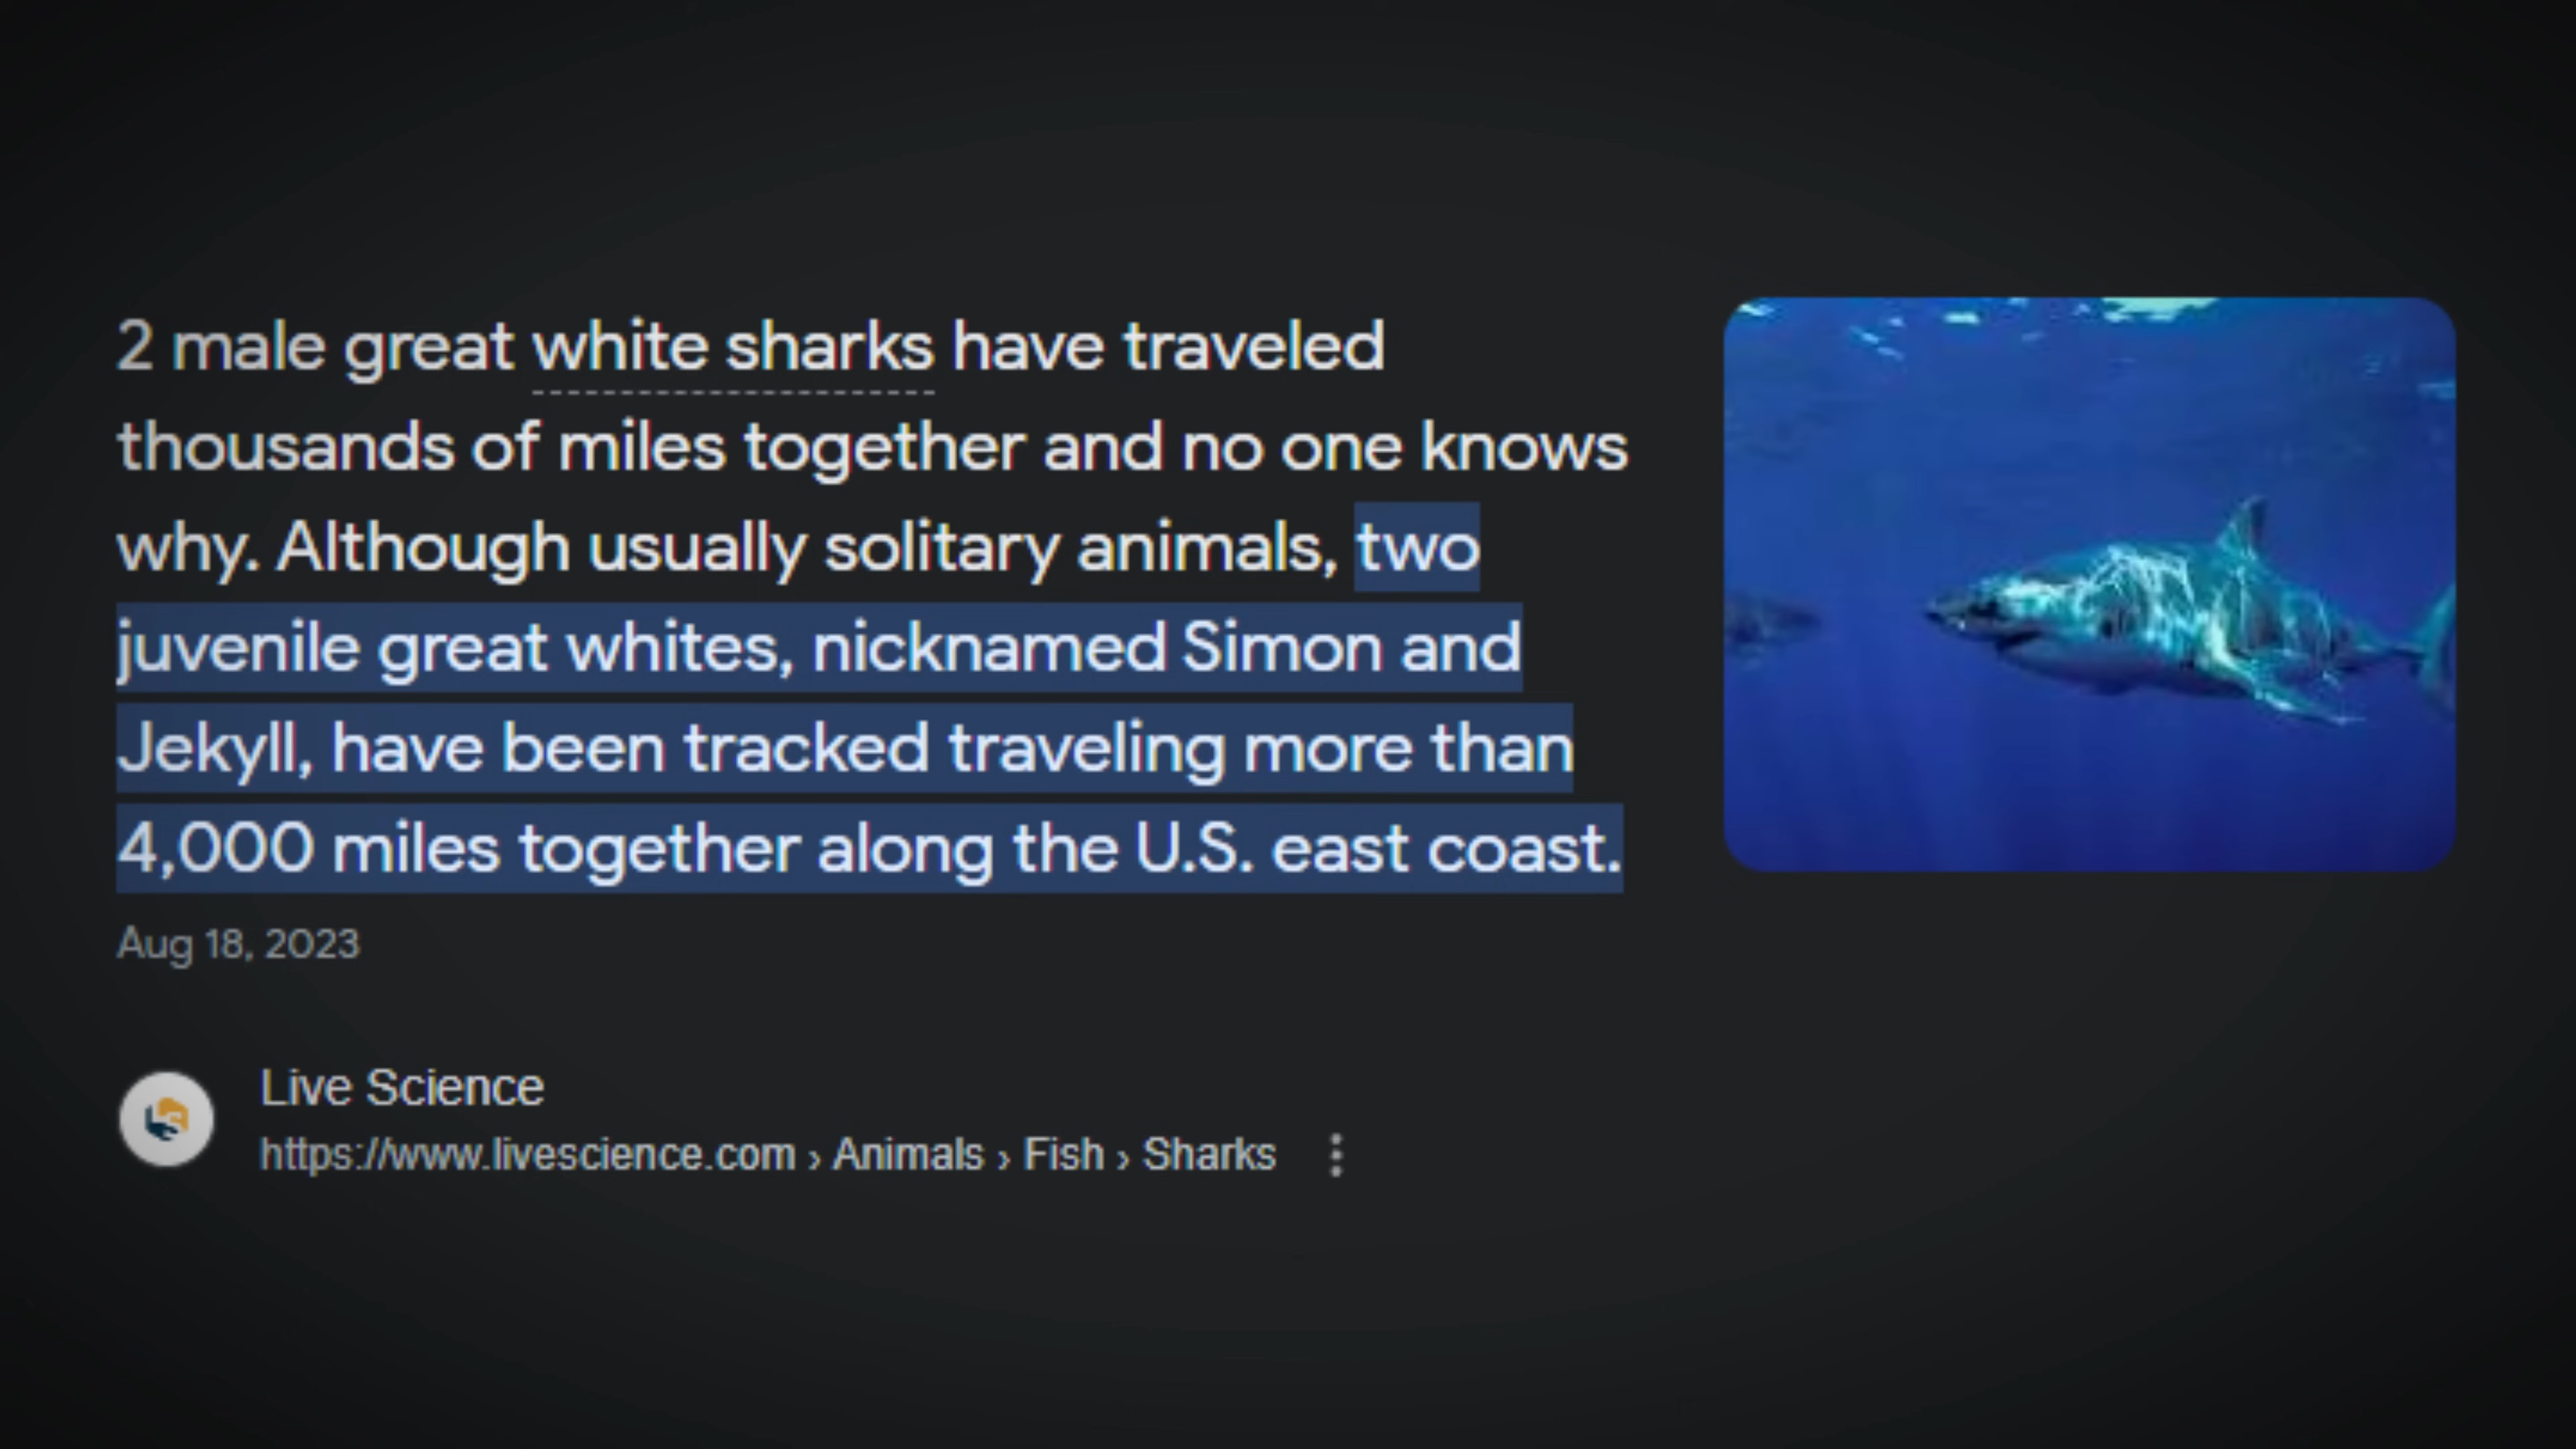 2 male great white sharks have traveled
thousands of miles together and no one knows
why. Although usually solitary animals, two
juvenile great whites, nicknamed Simon and
Jekyll, have been tracked traveling more than
4,000 miles together along the U.S. east coast.
Aug 18, 2023
Live Science
https://www.livescience.com › Animals › Fish › Sharks